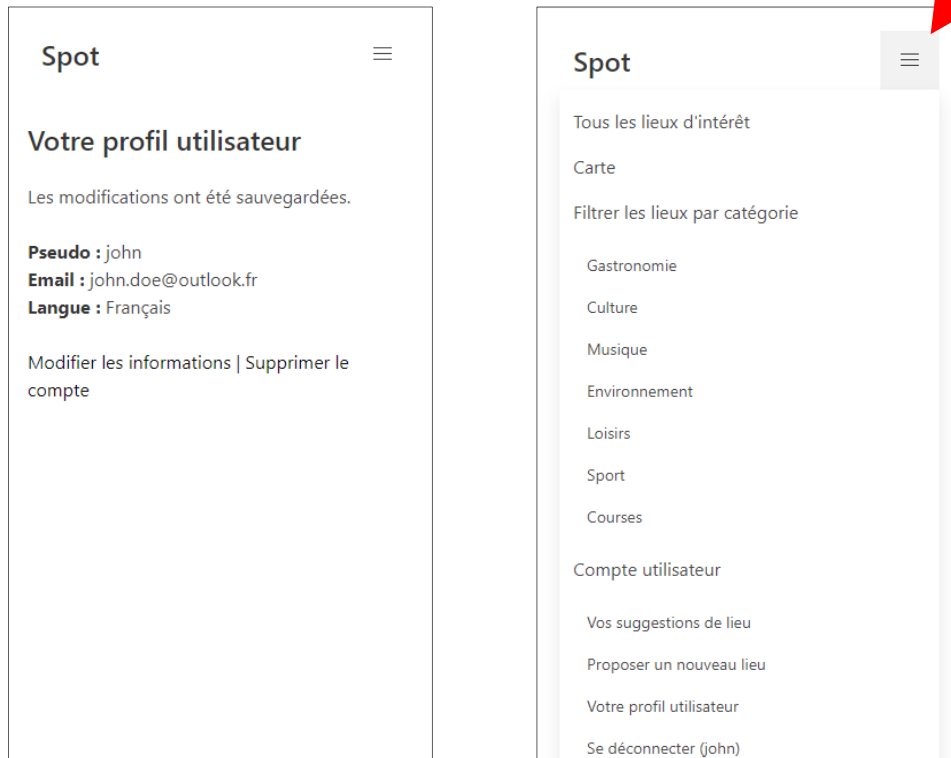 Spot
Votre profil utilisateur
Les modifications ont été sauvegardées.
Pseudo : john
Email : john.doe@outlook.fr
Langue : Français
Modifier les informations | Supprimer le
compte
Spot
Tous les lieux d'intérêt
Carte
Filtrer les lieux par catégorie
Gastronomie
Culture
Musique
Environnement
Loisirs
Sport
Courses
Compte utilisateur
Vos suggestions de lieu
Proposer un nouveau lieu
Votre profil utilisateur
Se déconnecter (john)